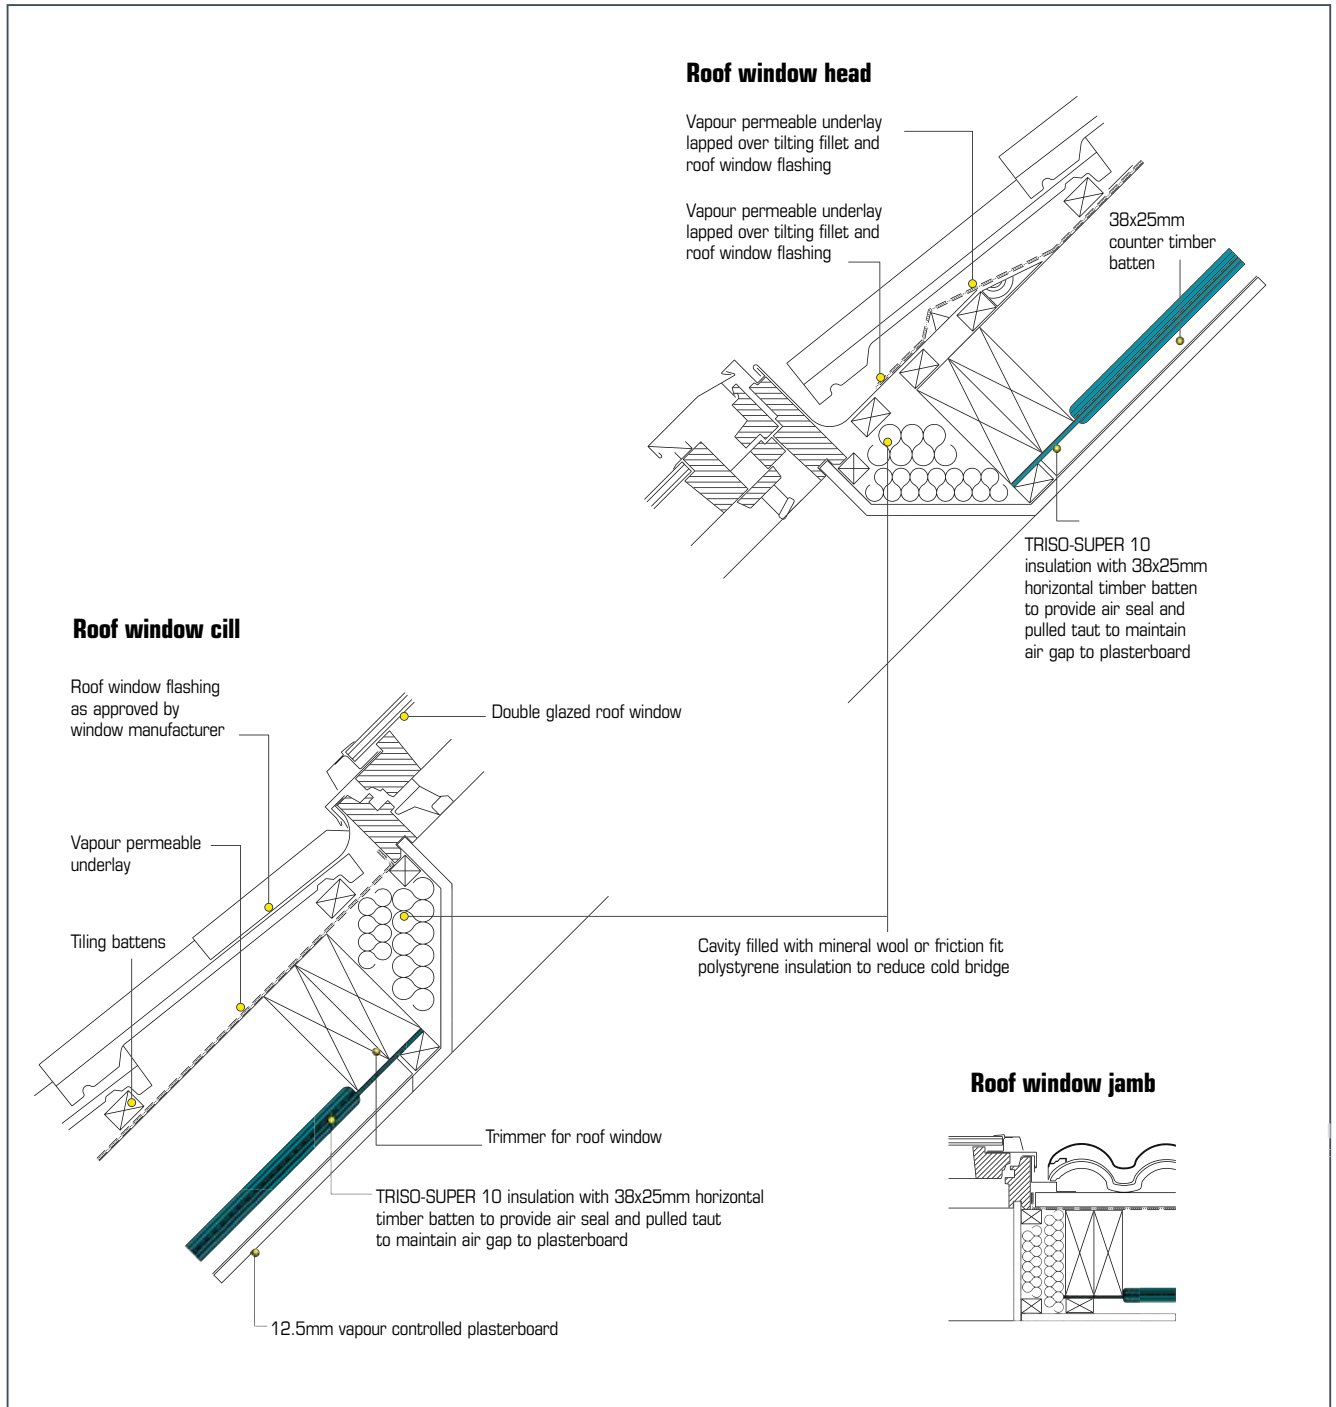 Roof window head
Vapour permeable underlay
lapped over tilting fillet and
roof window flashing
Vapour permeable underlay
lapped over tilting fillet and
roof window flashing
38x25mm
counter timber
batten
TRISO-SUPER 10
insulation with 38x25mm
horizontal timber batten
to provide air seal and
pulled taut to maintain
air gap to plasterboard
Roof window cill
Roof window flashing
as approved by
window manufacturer
Double glazed roof window
Vapour permeable
underlay
Tiling battens
Cavity filled with mineral wool or friction fit
polystyrene insulation to reduce cold bridge
Trimmer for roof window
TRISO-SUPER 10 insulation with 38x25mm horizontal
timber batten to provide air seal and pulled taut
to maintain air gap to plasterboard
12.5mm vapour controlled plasterboard
Roof window jamb